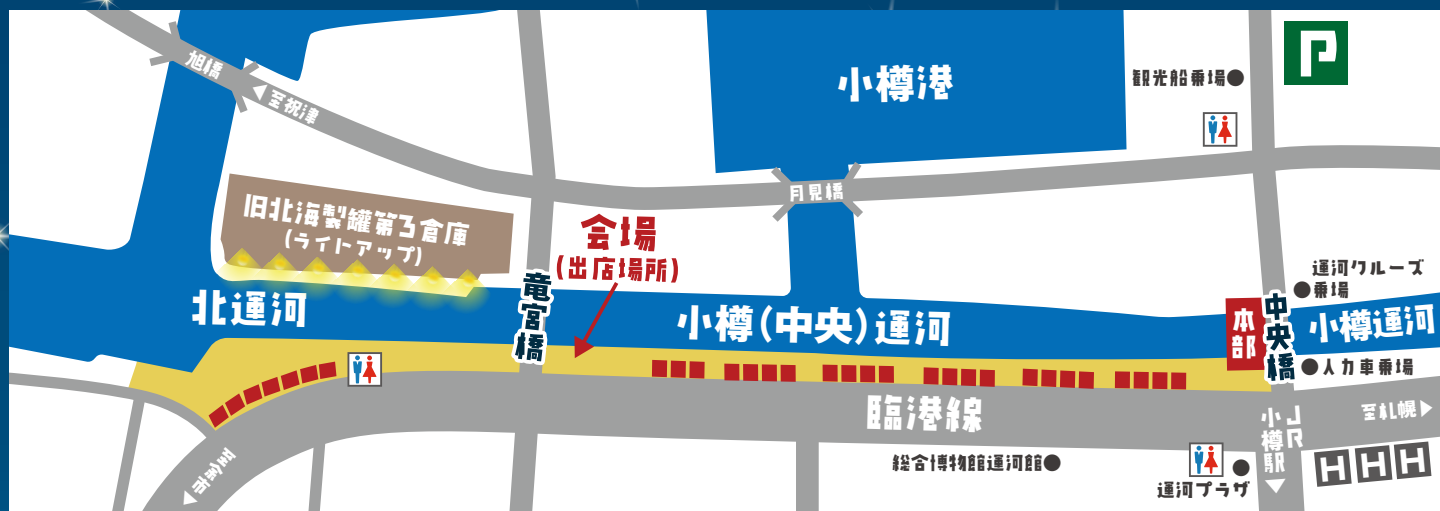 旭橋
至祝津
小樽港
観光船乗場
P
月見橋
旧北海製罐第3倉庫
(ライトアップ)
会場
(出店場所)
竜宮橋
北運河
小樽(中央)運河
運河クルーズ
乗場
本部
中央橋
小樽運河
人力車乗場
臨港線
至札幌
JR
小樽駅
至余市
総合博物館運河館
運河プラザ
H H H